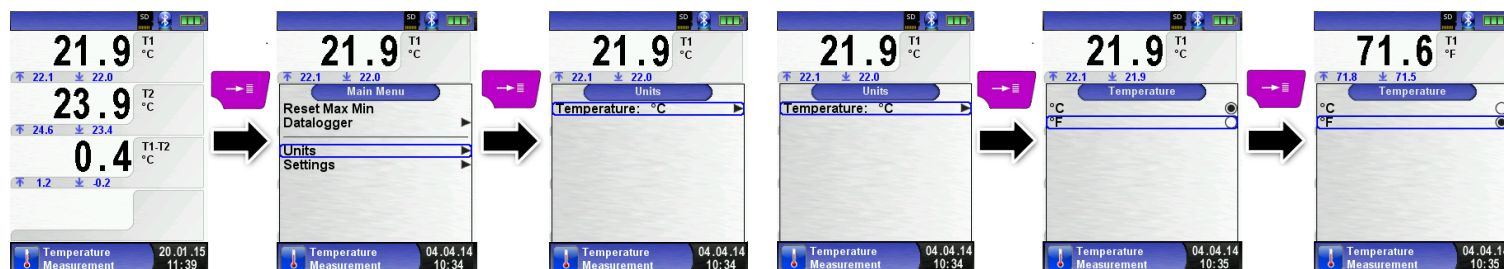 SD
21.9 T1 °C
22.1 22.0
23.9 T2 °C
24.6 23.4
0.4 T1-T2 °C
1.2 -0.2
Temperature 20.01.15
Measurement 11:39
SD
21.9 T1 °C
22.1 22.0
Main Menu
Reset Max Min
Datalogger
Units
Settings
Temperature 04.04.14
Measurement 10:34
SD
21.9 T1 °C
22.1 22.0
Units
Temperature: °C
Temperature 04.04.14
Measurement 10:34
SD
21.9 T1 °C
22.1 22.0
Units
Temperature: °C
Temperature 04.04.14
Measurement 10:34
SD
21.9 T1 °C
22.1 21.9
Temperature
°C
°F
Temperature 04.04.14
Measurement 10:35
SD
71.6 T1 °F
71.8 71.5
Temperature
°C
°F
Temperature 04.04.1
Measurement 10:35